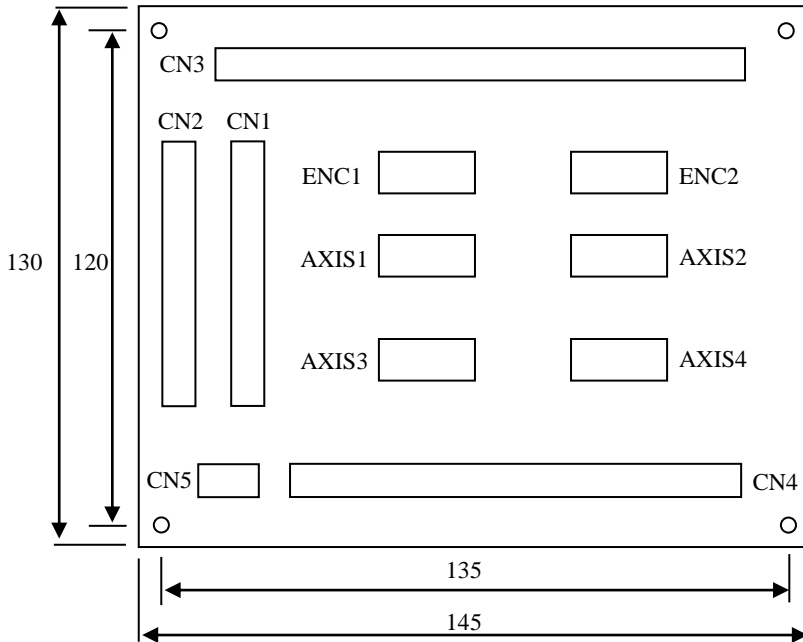 CN3
CN2 CN1
ENC1 ENC2
AXIS1 AXIS2
130 120
AXIS3 AXIS4
CN5 CN4
135
145